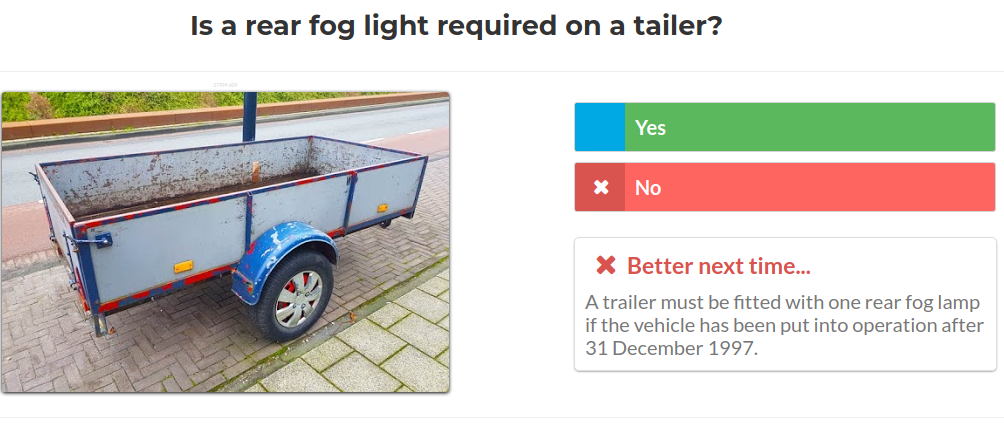 Is a rear fog light required on a tailer?
Yes
No
Better next time...
A trailer must be fitted with one rear fog lamp
if the vehicle has been put into operation after
31 December 1997.